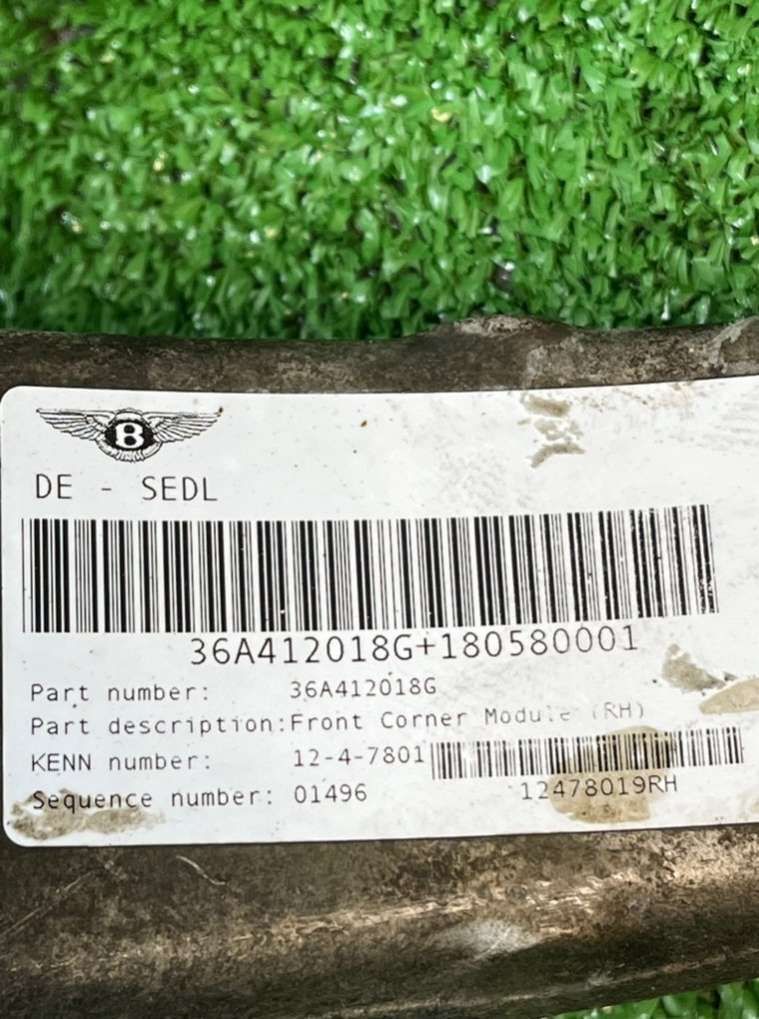 B
DE - SEDL
36A412018G+180580001
Part number: 36A412018G
Part description:Front Corner Module (RH)
KENN number: 12-4-7801
12478019RH
Sequence number: 01496